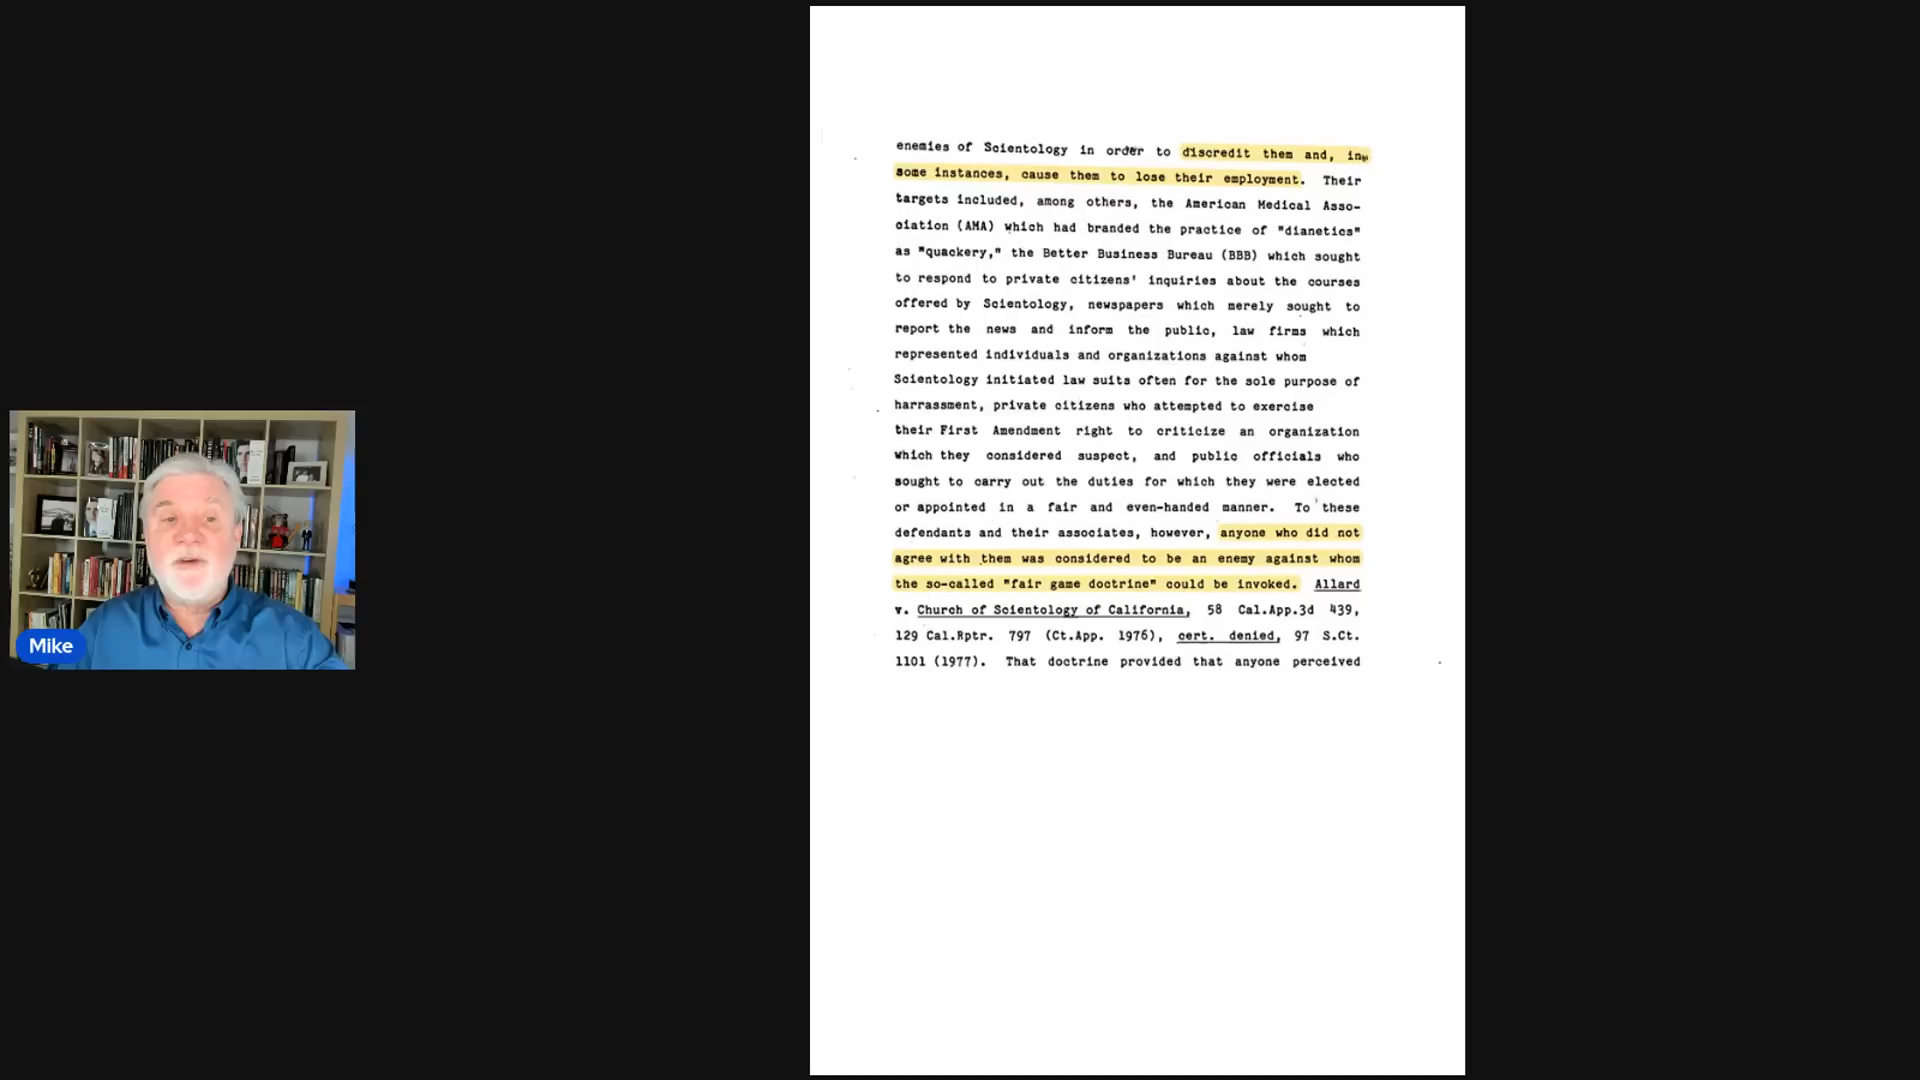 enemies of Scientology in order to discredit them and, in
some instances, cause them to lose their employment. Their
targets included, among others, the American Medical Asso-
ciation (AMA) which had branded the practice of "dianetics"
as "quackery," the Better Business Bureau (BBB) which sought
to respond to private citizens' inquiries about the courses
offered by Scientology, newspapers which merely sought to
report the news and inform the public, law firms which
represented individuals and organizations against whom
Scientology initiated law suits often for the sole purpose of
harrassment, private citizens who attempted to exercise
their First Amendment right to criticize an organization
which they considered suspect, and public officials who
sought to carry out the duties for which they were elected
or appointed in a fair and even-handed manner. To these
defendants and their associates, however, anyone who did not
agree with them was considered to be an enemy against whom
the so-called "fair game doctrine" could be invoked. Allard
v. Church of Scientology of California, 58 Cal.App.3d 439,
129 Cal.Rptr. 797 (Ct.App. 1976), cert. denied, 97 S.Ct.
1101 (1977). That doctrine provided that anyone perceived
Mike